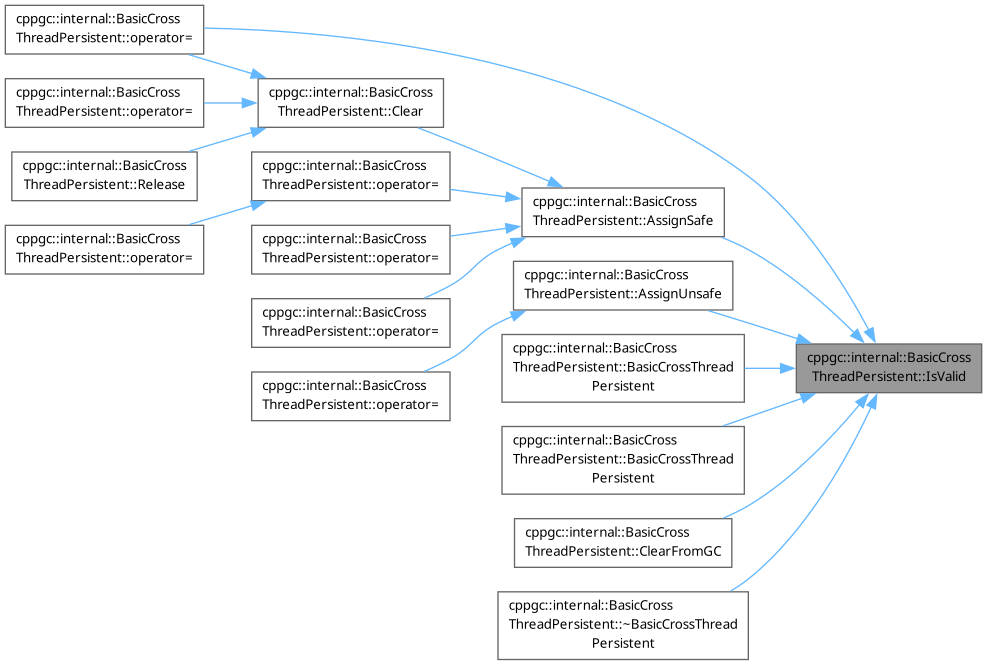 cppgc::internal::BasicCross
ThreadPersistent::operator=
cppgc::internal::BasicCross
ThreadPersistent::operator=
cppgc::internal::BasicCross
ThreadPersistent::Release
cppgc::internal::BasicCross
ThreadPersistent::operator=
cppgc::internal::BasicCross
ThreadPersistent::Clear
cppgc::internal::BasicCross
ThreadPersistent::operator=
cppgc::internal::BasicCross
ThreadPersistent::operator=
cppgc::internal::BasicCross
ThreadPersistent::operator=
cppgc::internal::BasicCross
ThreadPersistent::operator=
cppgc::internal::BasicCross
ThreadPersistent::AssignSafe
cppgc::internal::BasicCross
ThreadPersistent::AssignUnsafe
cppgc::internal::BasicCross
ThreadPersistent::BasicCrossThread
Persistent
cppgc::internal::BasicCross
ThreadPersistent::BasicCrossThread
Persistent
cppgc::internal::BasicCross
ThreadPersistent::ClearFromGC
cppgc::internal::BasicCross
ThreadPersistent::~BasicCrossThread
Persistent
cppgc::internal::BasicCross
ThreadPersistent::IsValid